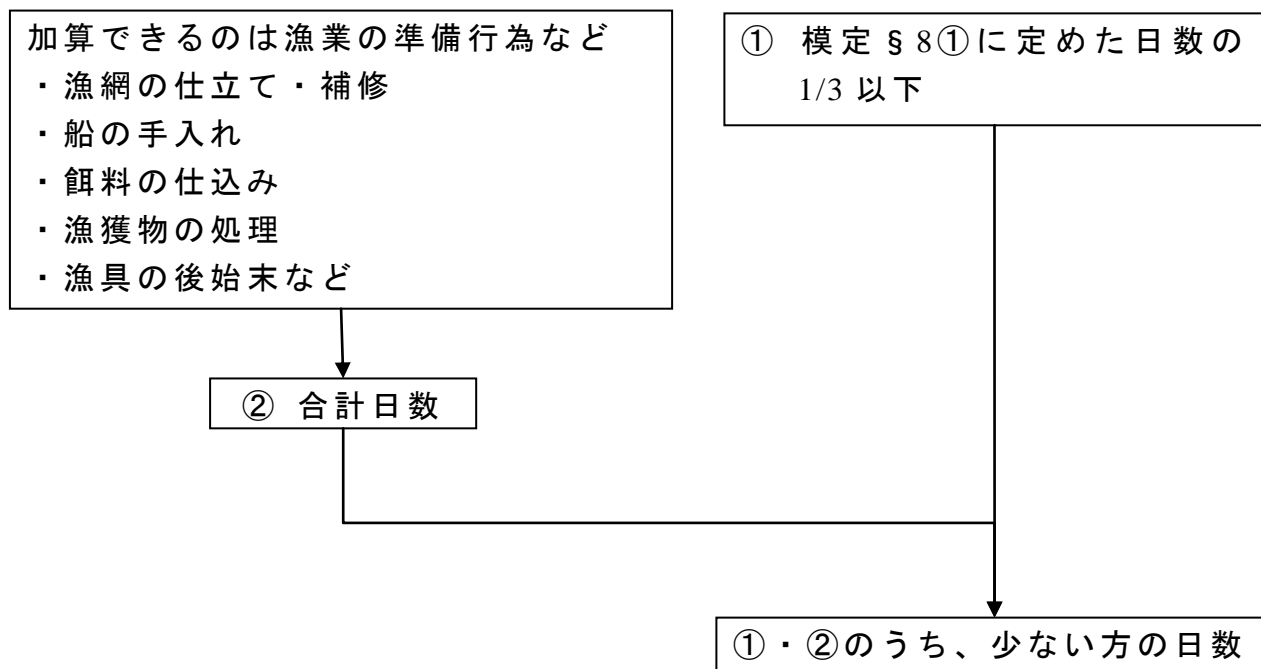 加算できるのは漁業の準備行為など
・漁網の仕立て・補修
・船の手入れ
・餌料の仕込み
・漁獲物の処理
・漁具の後始末など
① 模定§8①に定めた日数の
1/3以下
② 合計日数
①・②のうち、少ない方の日数